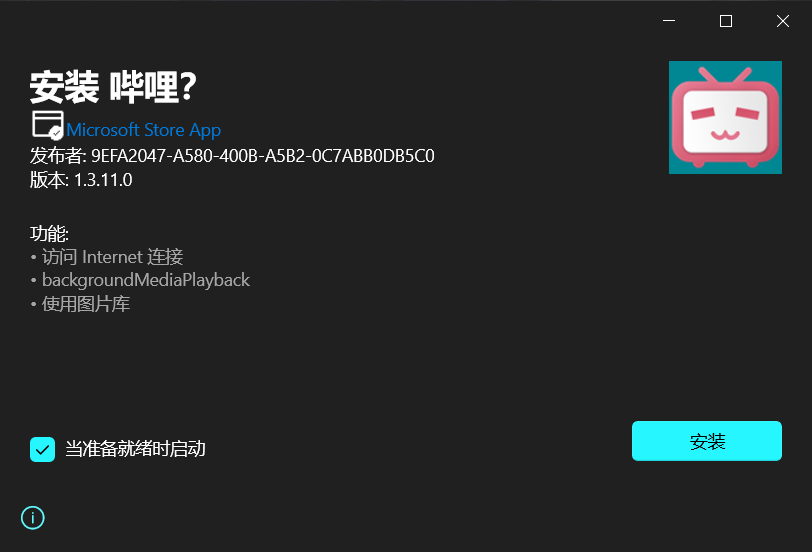 安装 哔哩?
Microsoft Store App
发布者: 9EFA2047-A580-400B-A5B2-0C7ABB0DB5C0
版本: 1.3.11.0
功能:
• 访问 Internet 连接
• backgroundMediaPlayback
• 使用图片库
当准备就绪时启动
安装